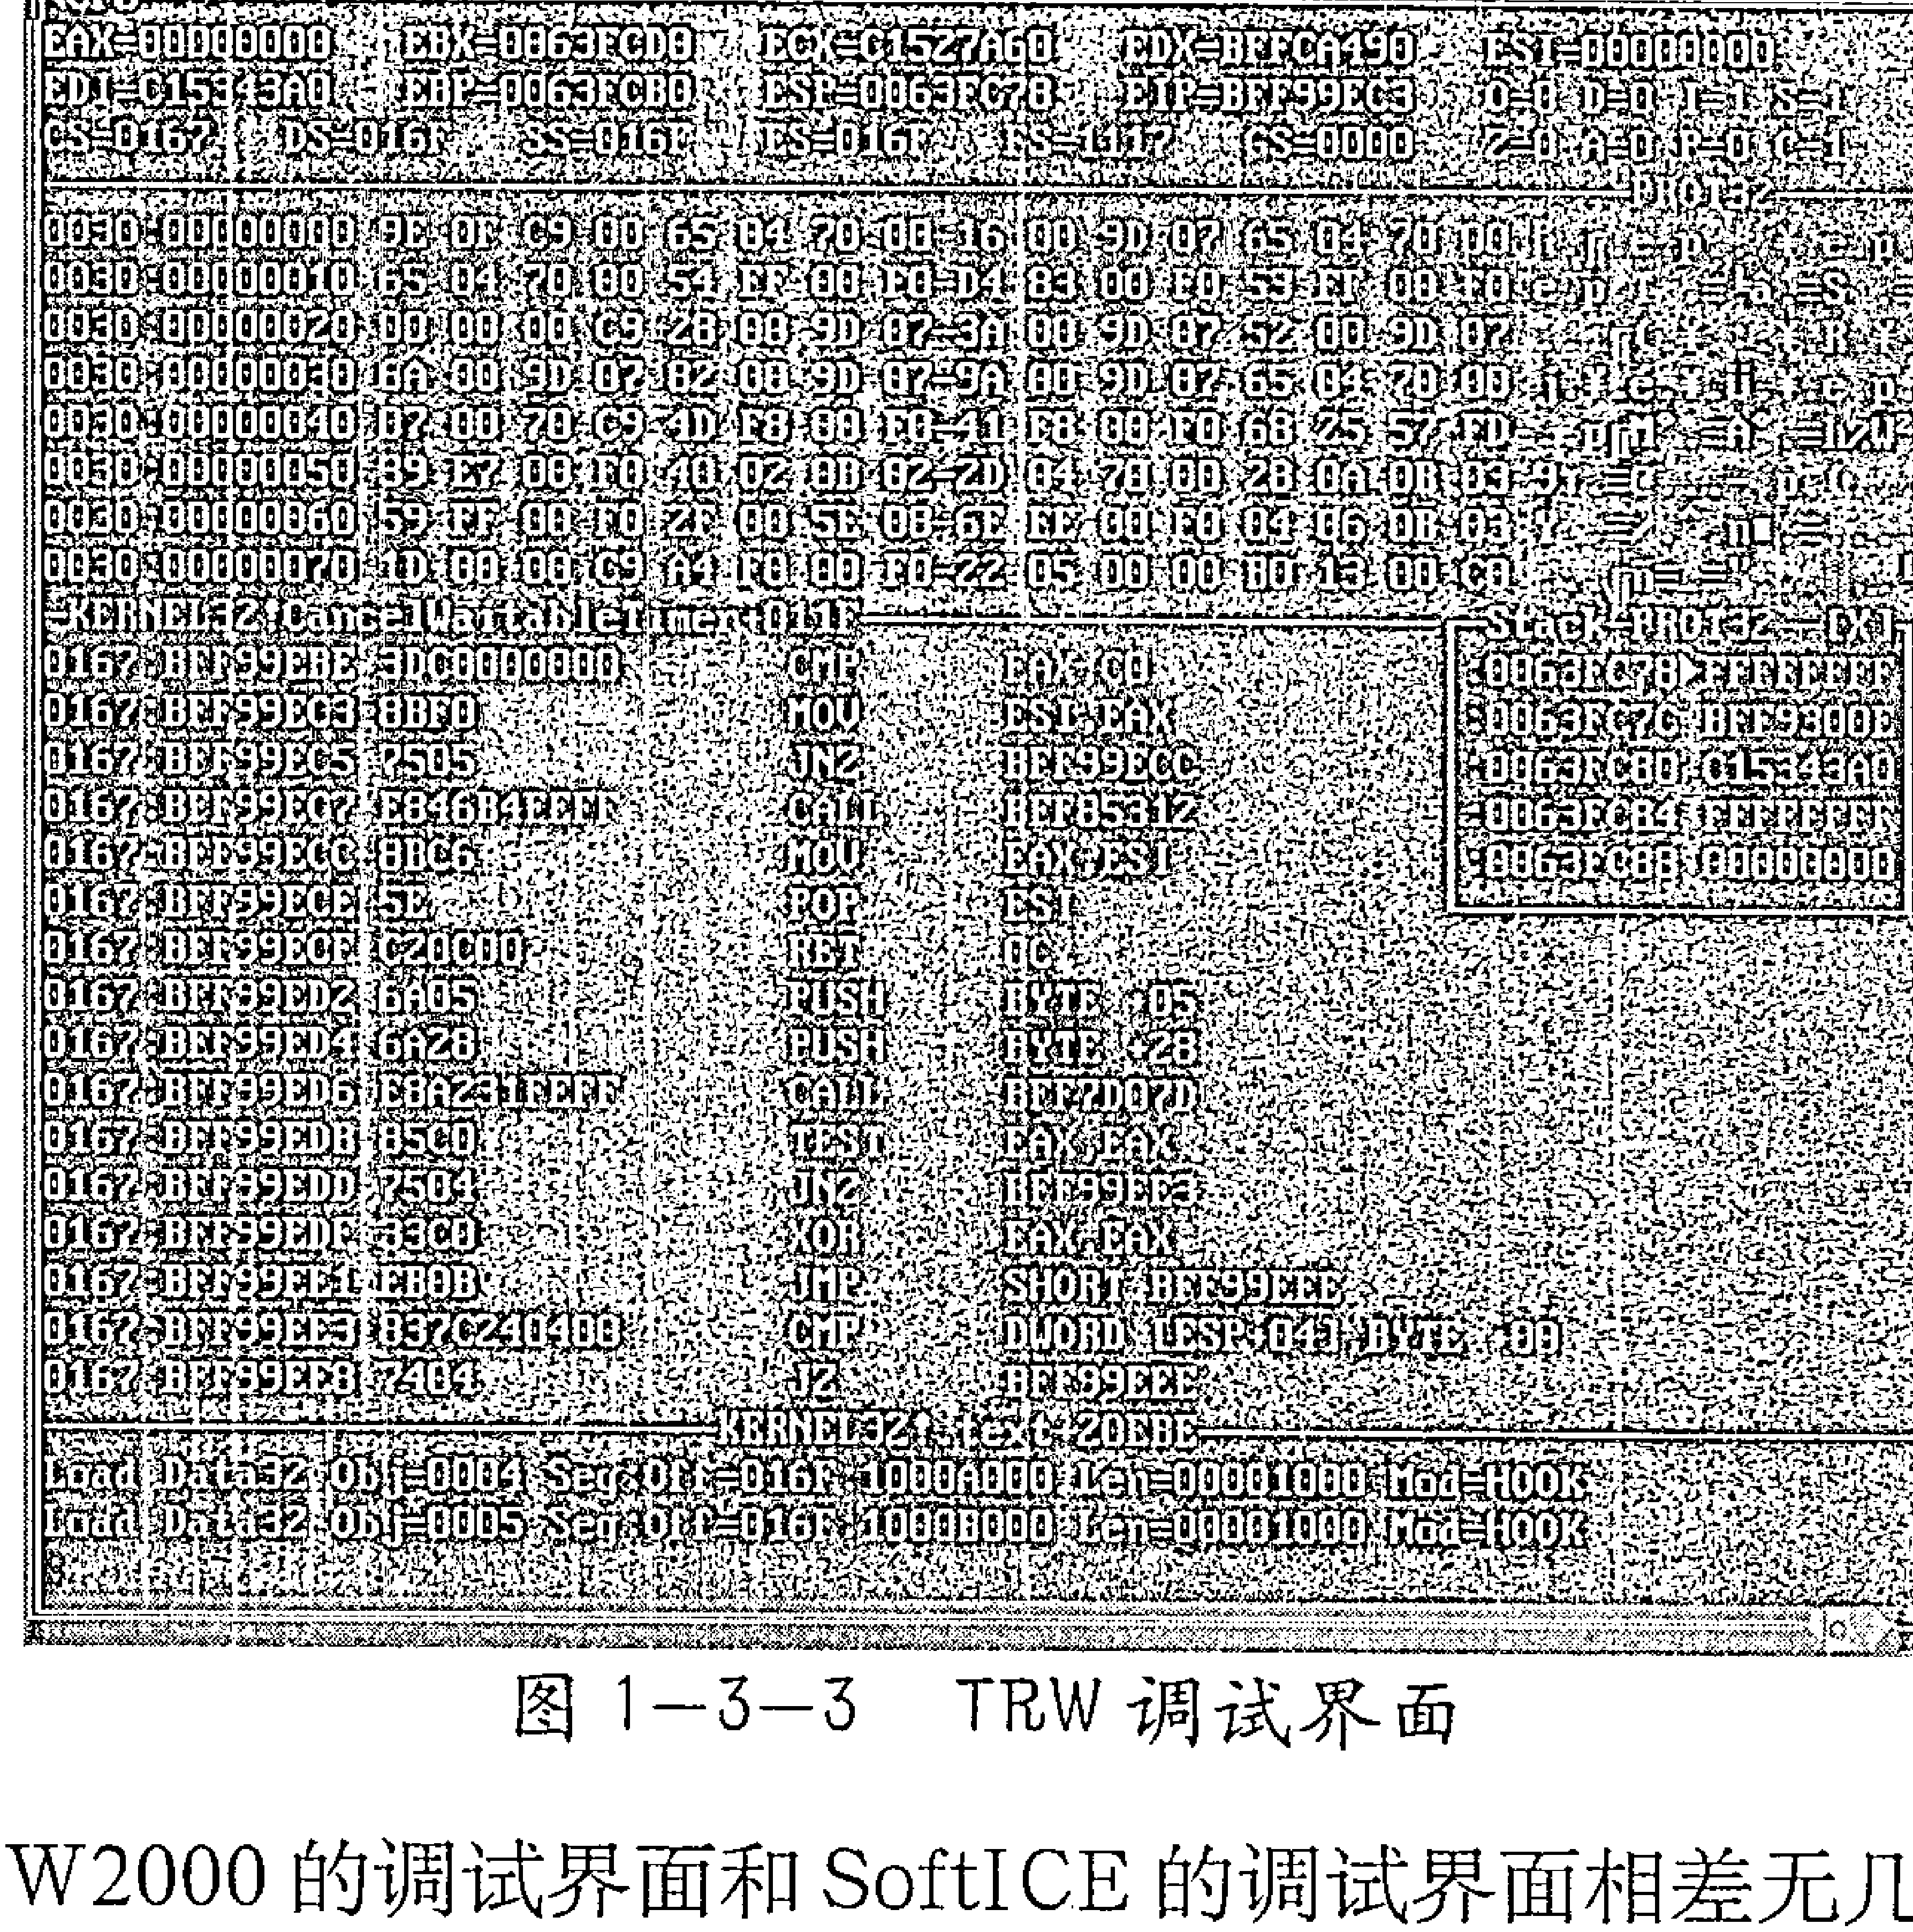 EAX=00000000 EBX=0063FCD0 ECX=C1527A60 EDX=BFFCA490 ESI=00000000
EDI=C15343A0 EBP=0063FCB0 ESP=0063FC78 EIP=BFF99EC3 O=0 D=0 I=1 S=1
CS=0167 DS=016F SS=016F ES=016F FS=1117 GS=0000 Z=0 A=0 P=0 C=1
PROT32
0030:00000000 9E 0F C9 00 65 04 70 00-16 00 9D 07 65 04 70 00
0030:00000010 65 04 70 00 54 FF 00 F0-D4 83 00 F0 53 FF 00 F0
0030:00000020 00 00 00 C9 28 00 9D 07-3A 00 9D 07 52 00 9D 07
0030:00000030 6A 00 9D 07 82 00 9D 07-9A 00 9D 07 65 04 70 00
0030:00000040 07 00 70 C9 4D F8 00 F0-41 F8 00 F0 68 25 57 FD
0030:00000050 39 E7 00 F0 40 02 0D 02-2D 04 70 00 28 0A 0B 03
0030:00000060 59 FF 00 F0 2F 00 5E 08-6E FE 00 F0 04 06 0B 03
0030:00000070 1D 00 00 C9 A4 F0 00 F0-22 05 00 00 B0 13 00 C0
KERNEL32!CancelWaitableTimer+011F
Stack-PROT32--[X]
0167:BFF99EBE 3DC0000000 CMP EAX,C0
0063FC78 FFFFFFFF
0167:BFF99EC3 8BF0 MOV ESI,EAX
0063FC7C BFF9300E
0167:BFF99EC5 7505 JNZ BFF99ECC
0063FC80 C15343A0
0167:BFF99EC7 E846B4FEFF CALL BFF85312
0063FC84 FFFFFFFF
0167:BFF99ECC 8BC6 MOV EAX,ESI
0063FC88 00000000
0167:BFF99ECE 5E POP ESI
0167:BFF99ECF C20C00 RET 0C
0167:BFF99ED2 6A05 PUSH BYTE +05
0167:BFF99ED4 6A28 PUSH BYTE +28
0167:BFF99ED6 E8A231FEFF CALL BFF7D07D
0167:BFF99EDB 85C0 TEST EAX,EAX
0167:BFF99EDD 7504 JNZ BFF99EE3
0167:BFF99EDF 33C0 XOR EAX,EAX
0167:BFF99EE1 EB0B JMP SHORT BFF99EEE
0167:BFF99EE3 837C240400 CMP DWORD [ESP+04],BYTE +00
0167:BFF99EE8 7404 JZ BFF99EEE
KERNEL32!.text+20EBE
Load Data32 Obj=0004 Seg:Off=016F:1000A000 Len=00001000 Mod=HOOK
Load Data32 Obj=0005 Seg:Off=016F:1000B000 Len=00001000 Mod=HOOK
图 1-3-3 TRW 调试界面
W2000 的调试界面和 SoftICE 的调试界面相差无几